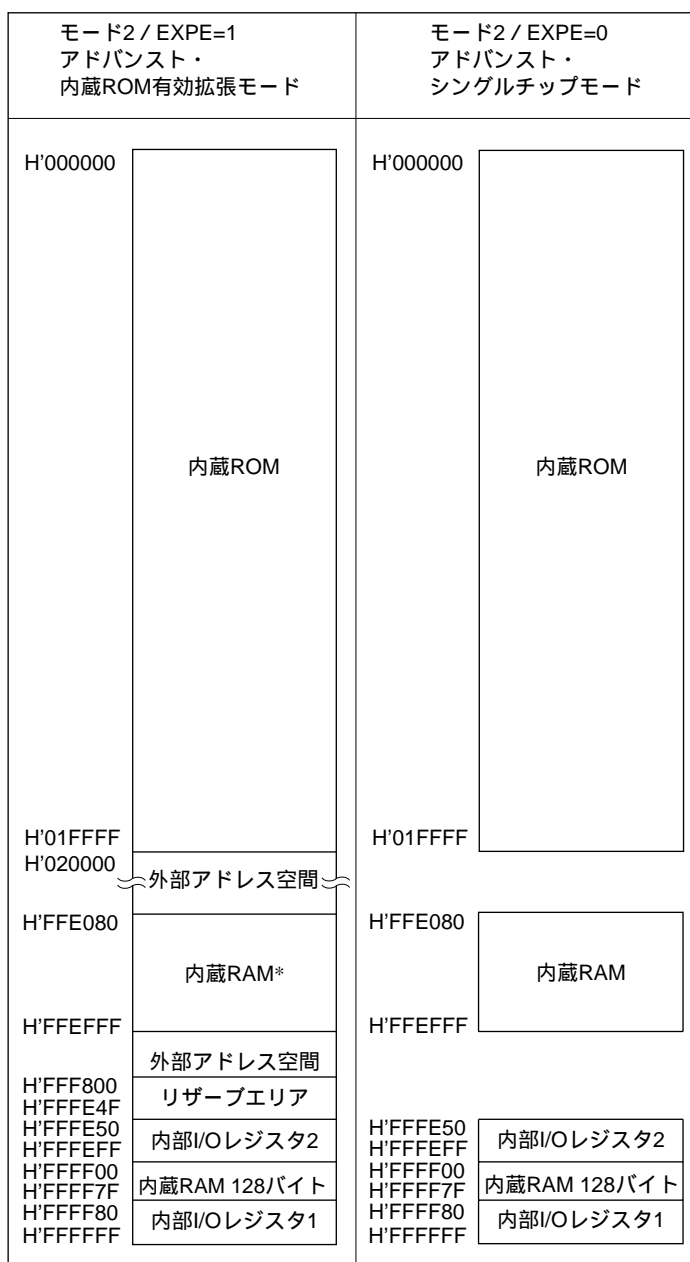 モード2 / EXPE=1
アドバンスト・
内蔵ROM有効拡張モード
H'000000
内蔵ROM
H'01FFFF
H'020000
外部アドレス空間
H'FFE080
内蔵RAM*
H'FFEFFF
外部アドレス空間
H'FFF800
リザーブエリア
H'FFFE4F
H'FFFE50
内部I/Oレジスタ2
H'FFFEFF
H'FFFF00
内蔵RAM 128バイト
H'FFFF7F
H'FFFF80
内部I/Oレジスタ1
H'FFFFFF
モード2 / EXPE=0
アドバンスト・
シングルチップモード
H'000000
内蔵ROM
H'01FFFF
H'FFE080
内蔵RAM
H'FFEFFF
H'FFFE50
内部I/Oレジスタ2
H'FFFEFF
H'FFFF00
内蔵RAM 128バイト
H'FFFF7F
H'FFFF80
内部I/Oレジスタ1
H'FFFFFF